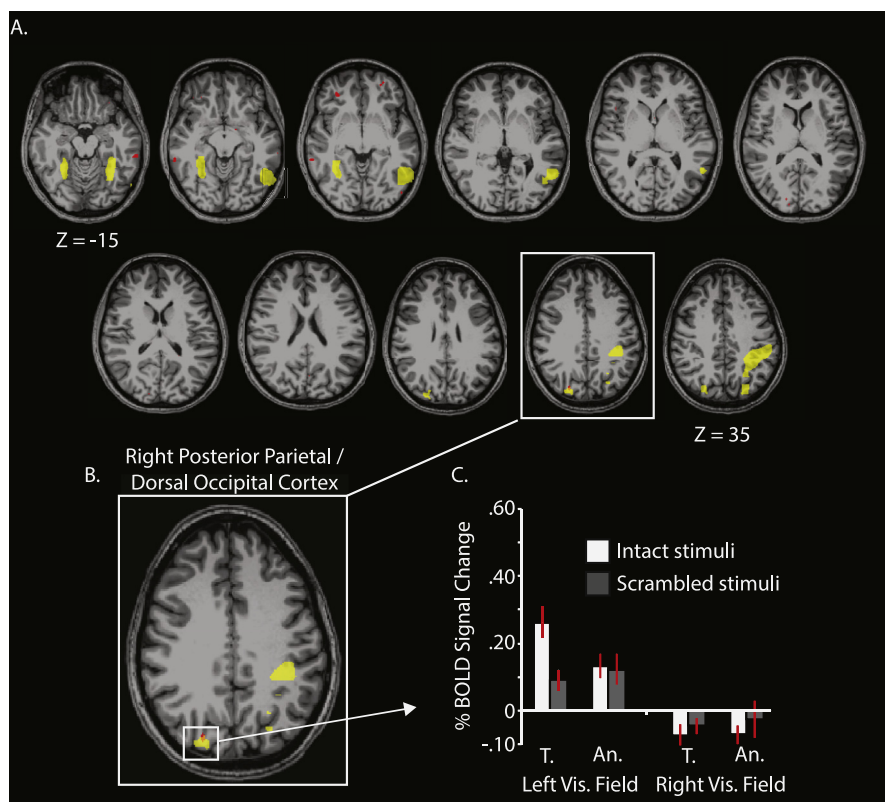 A.
Z = -15
Z = 35
B.
Right Posterior Parietal /
Dorsal Occipital Cortex
C.
% BOLD Signal Change
.60
.40
.20
0
-.10
Intact stimuli
Scrambled stimuli
T. An. T. An.
Left Vis. Field Right Vis. Field